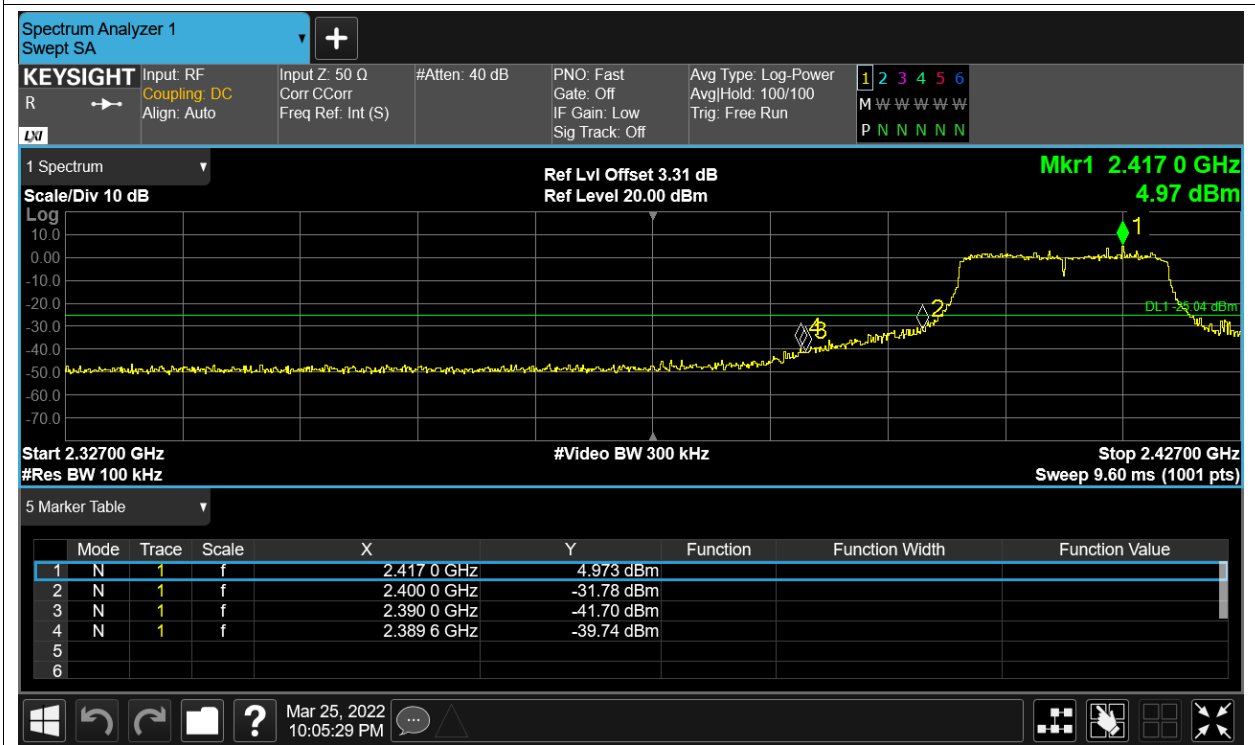 Spectrum Analyzer 1
Swept SA
KEYSIGHT
R
LXI
Input: RF
Coupling: DC
Align: Auto
Input Z: 50 Ω
Corr CCorr
Freq Ref: Int (S)
#Atten: 40 dB
PNO: Fast
Gate: Off
IF Gain: Low
Sig Track: Off
Avg Type: Log-Power
Avg|Hold: 100/100
Trig: Free Run
1 2 3 4 5 6
M W W W W W
P N N N N N
1 Spectrum
Scale/Div 10 dB
Ref Lvl Offset 3.31 dB
Ref Level 20.00 dBm
Mkr1 2.417 0 GHz
4.97 dBm
Log
10.0
0.00
-10.0
-20.0
-30.0
-40.0
-50.0
-60.0
-70.0
1
2
4
3
DL1 -25.04 dBm
Start 2.32700 GHz
#Video BW 300 kHz
Stop 2.42700 GHz
#Res BW 100 kHz
Sweep 9.60 ms (1001 pts)
5 Marker Table
Mode Trace Scale X Y Function Function Width Function Value
1 N 1 f 2.417 0 GHz 4.973 dBm
2 N 1 f 2.400 0 GHz -31.78 dBm
3 N 1 f 2.390 0 GHz -41.70 dBm
4 N 1 f 2.389 6 GHz -39.74 dBm
5
6
?
Mar 25, 2022
10:05:29 PM